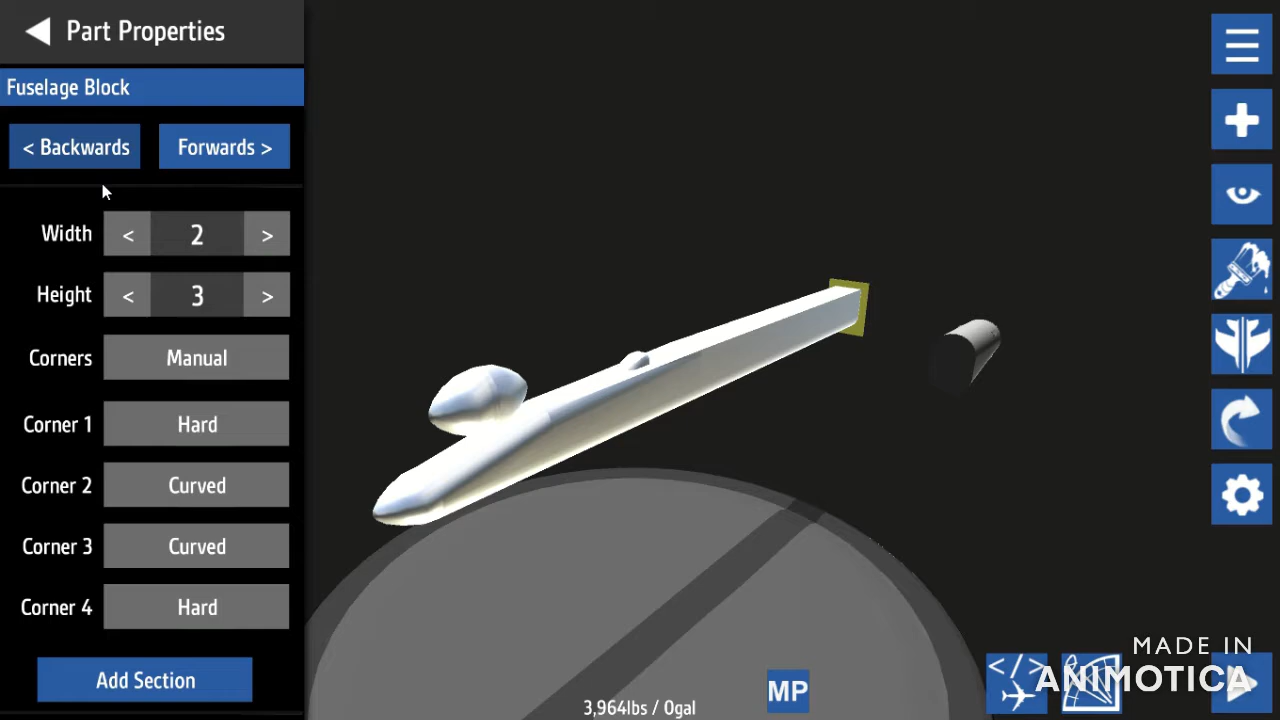 Part Properties
Fuselage Block
< Backwards
Forwards >
Width < 2 >
Height < 3 >
Corners Manual
Corner 1 Hard
Corner 2 Curved
Corner 3 Curved
Corner 4 Hard
Add Section
3,964lbs / 0gal
MP
</>
MADE IN
ANIMOTICA